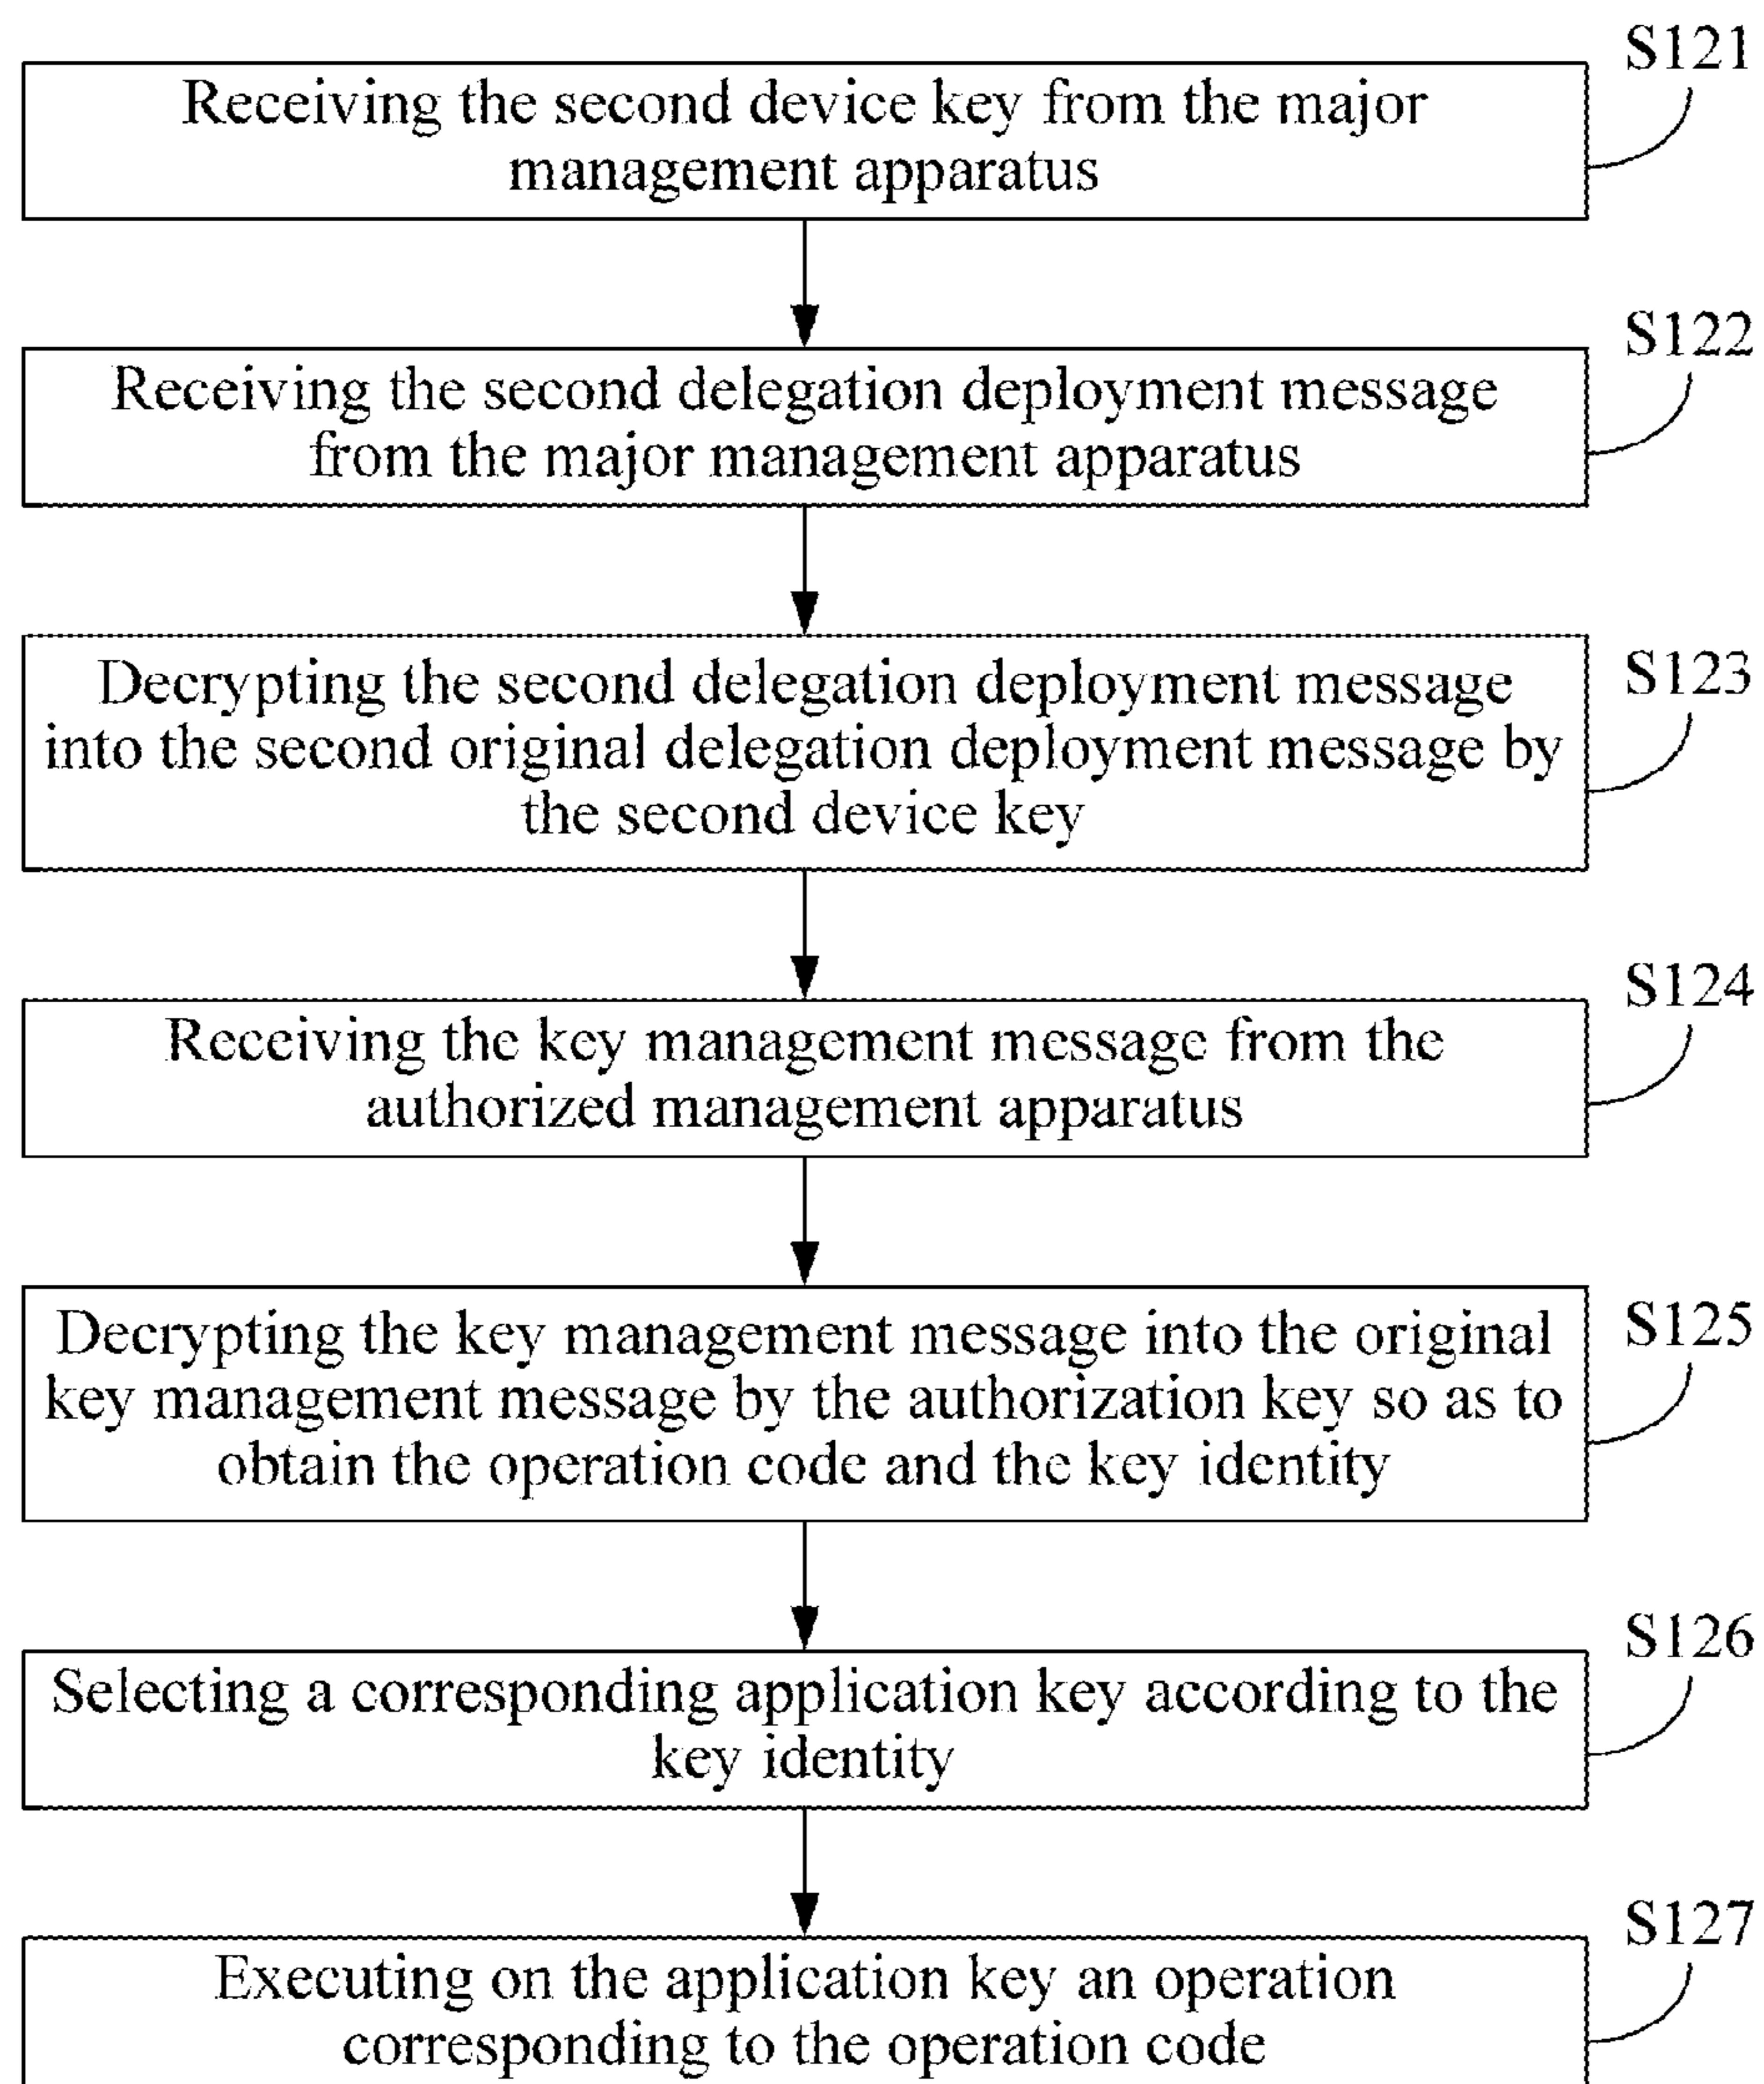 S121
Receiving the second device key from the major
management apparatus
S122
Receiving the second delegation deployment message
from the major management apparatus
S123
Decrypting the second delegation deployment message
into the second original delegation deployment message by
the second device key
S124
Receiving the key management message from the
authorized management apparatus
S125
Decrypting the key management message into the original
key management message by the authorization key so as to
obtain the operation code and the key identity
S126
Selecting a corresponding application key according to the
key identity
S127
Executing on the application key an operation
corresponding to the operation code